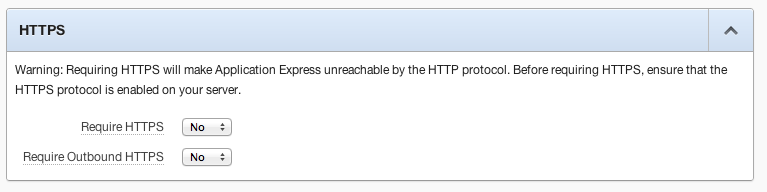 HTTPS
Warning: Requiring HTTPS will make Application Express unreachable by the HTTP protocol. Before requiring HTTPS, ensure that the
HTTPS protocol is enabled on your server.
Require HTTPS No
Require Outbound HTTPS No